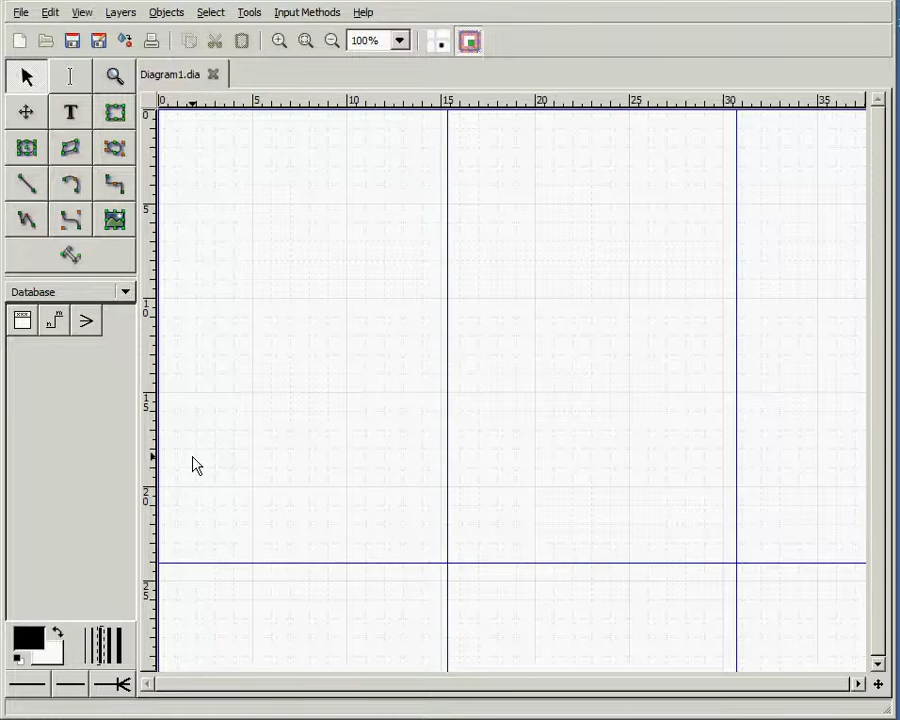 File Edit View Layers Objects Select Tools Input Methods Help
100%
Diagram1.dia
0 5 10 15 20 25 30 35
0
5
1
0
1
5
2
0
2
5
T
Database
xxx
n m